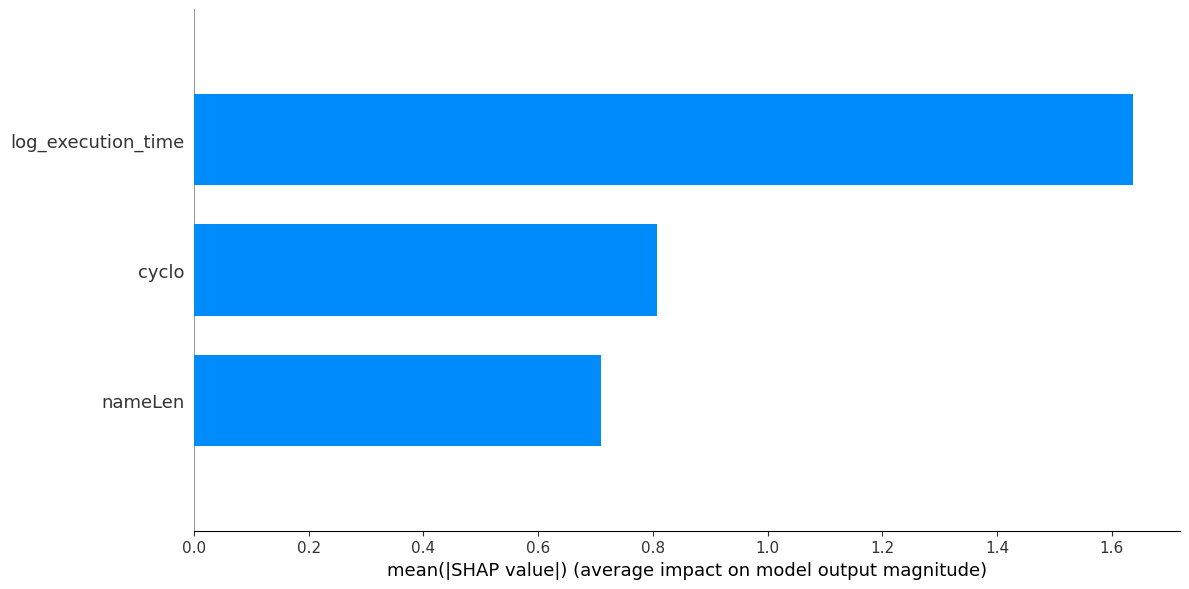 log_execution_time
cyclo
nameLen
0.0 0.2 0.4 0.6 0.8 1.0 1.2 1.4 1.6
mean(|SHAP value|) (average impact on model output magnitude)